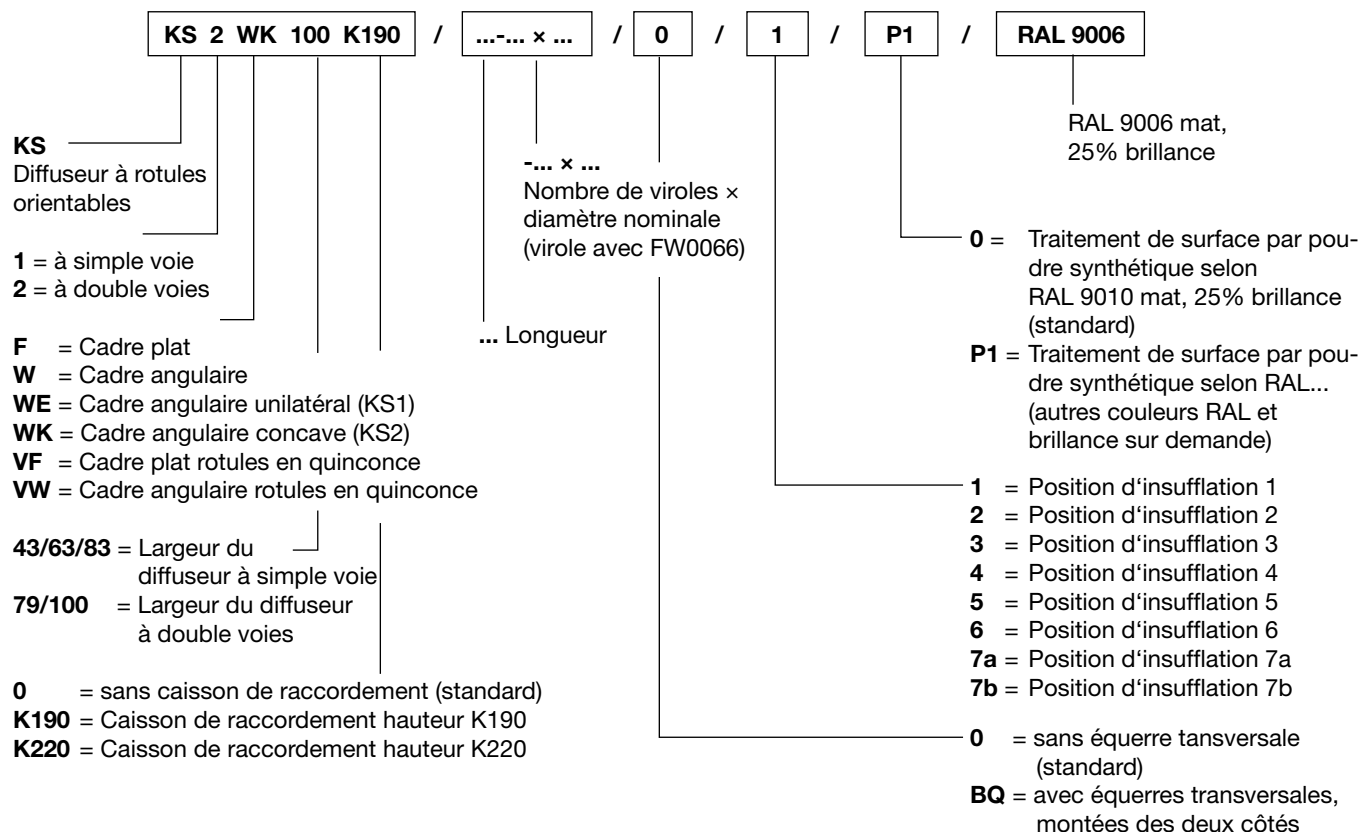 KS 2 WK 100 K190 / ...-... × ... / 0 / 1 / P1 / RAL 9006
RAL 9006 mat,
25% brillance
KS
Diffuseur à rotules
orientables
1 = à simple voie
2 = à double voies
F = Cadre plat
W = Cadre angulaire
WE = Cadre angulaire unilatéral (KS1)
WK = Cadre angulaire concave (KS2)
VF = Cadre plat rotules en quinconce
VW = Cadre angulaire rotules en quinconce
43/63/83 = Largeur du
diffuseur à simple voie
79/100 = Largeur du diffuseur
à double voies
0 = sans caisson de raccordement (standard)
K190 = Caisson de raccordement hauteur K190
K220 = Caisson de raccordement hauteur K220
... Longueur
-... × ...
Nombre de viroles ×
diamètre nominale
(virole avec FW0066)
0 = Traitement de surface par pou-
dre synthétique selon
RAL 9010 mat, 25% brillance
(standard)
P1 = Traitement de surface par pou-
dre synthétique selon RAL...
(autres couleurs RAL et
brillance sur demande)
1 = Position d‘insufflation 1
2 = Position d‘insufflation 2
3 = Position d‘insufflation 3
4 = Position d‘insufflation 4
5 = Position d‘insufflation 5
6 = Position d‘insufflation 6
7a = Position d‘insufflation 7a
7b = Position d‘insufflation 7b
0 = sans équerre tansversale
(standard)
BQ = avec équerres transversales,
montées des deux côtés